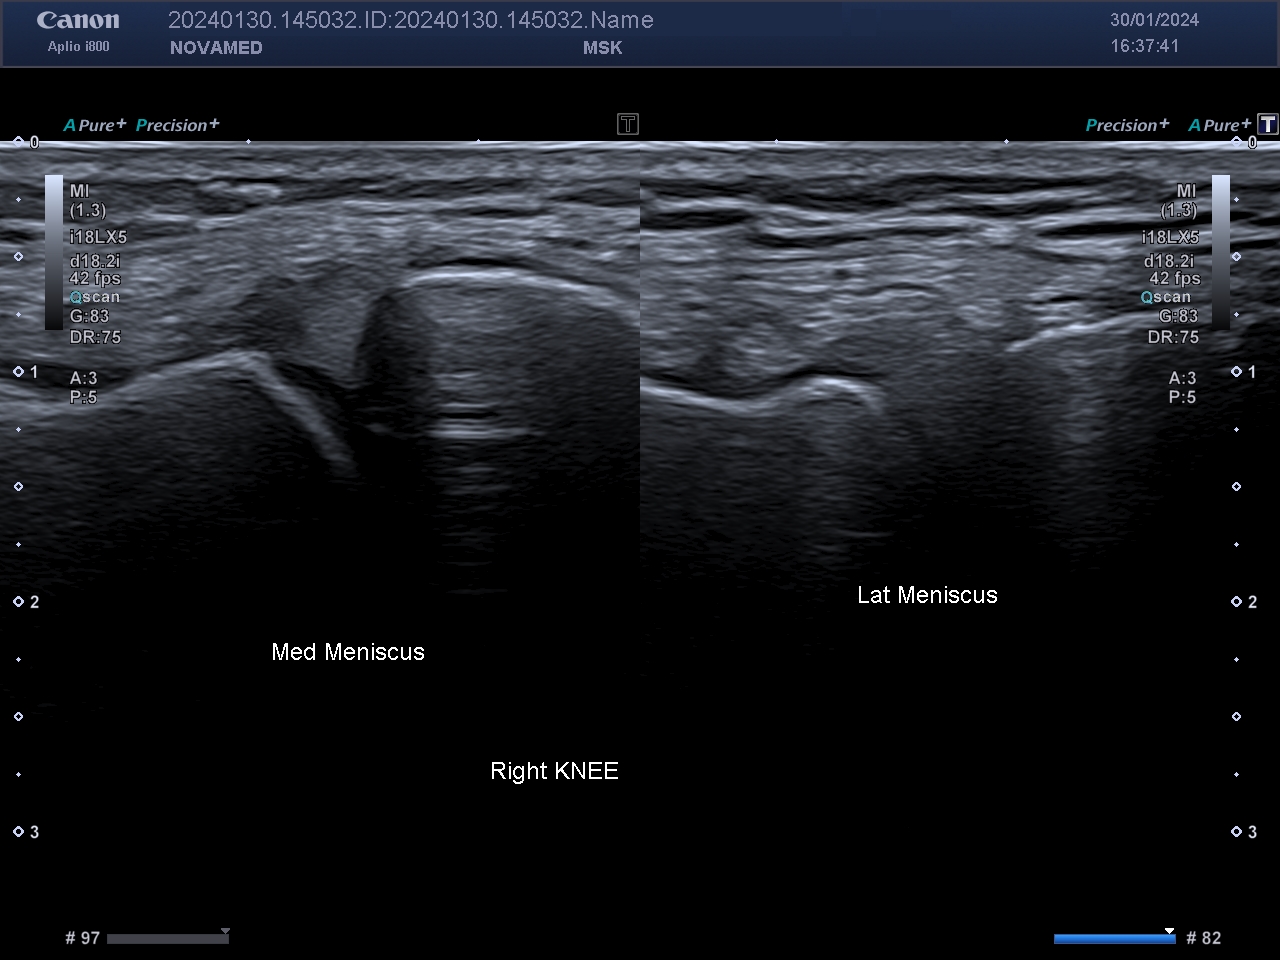 Canon
Aplio i800
20240130.145032.ID:20240130.145032.Name
NOVAMED
MSK
30/01/2024
16:37:41
A Pure+ Precision+
T
Precision+ A Pure+
T
0
MI
(1.3)
i18LX5
d18.2i
42 fps
Qscan
G:83
DR:75
1
A:3
P:5
2
3
0
MI
(1.3)
i18LX5
d18.2i
42 fps
Qscan
G:83
DR:75
1
A:3
P:5
2
3
Lat Meniscus
Med Meniscus
Right KNEE
# 97
# 82